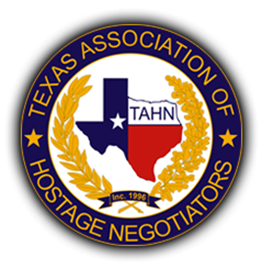 TEXAS ASSOCIATION OF
TAHN
Inc. 1996
HOSTAGE NEGOTIATORS